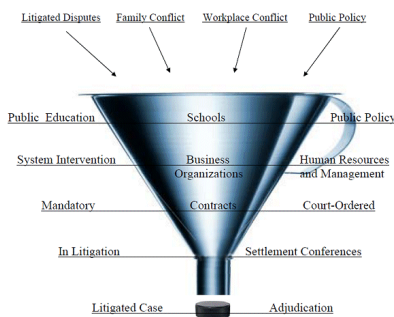 Litigated Disputes Family Conflict Workplace Conflict Public Policy
Public Education Schools Public Policy
System Intervention Business Organizations Human Resources and Management
Mandatory Contracts Court-Ordered
In Litigation Settlement Conferences
Litigated Case Adjudication